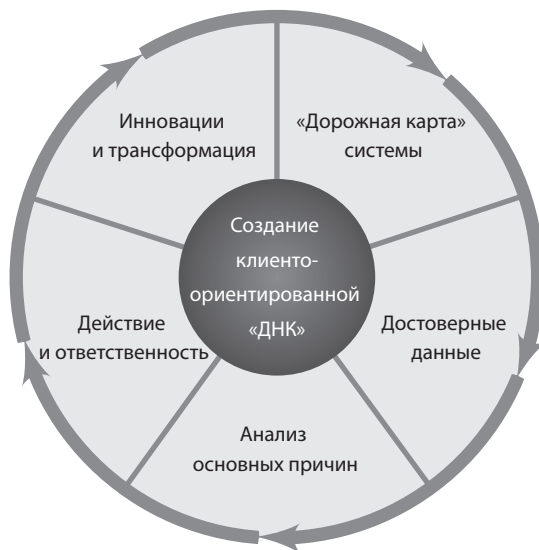 Инновации
и трансформация
«Дорожная карта»
системы
Создание
клиенто-
ориентированной
«ДНК»
Действие
и ответственность
Достоверные
данные
Анализ
основных причин